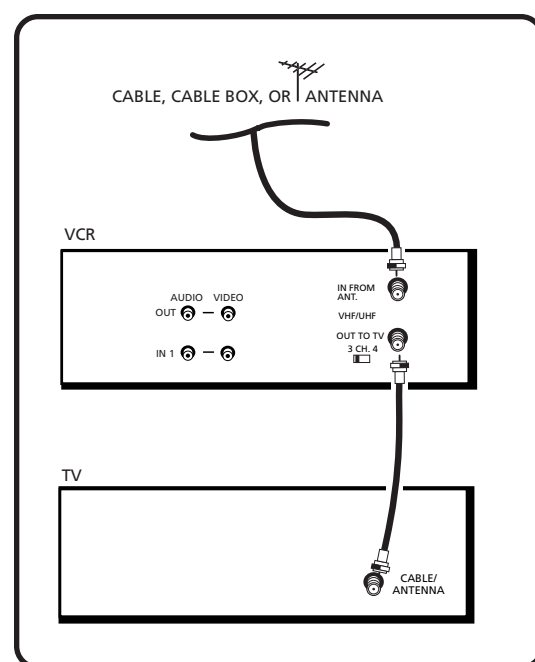 CABLE, CABLE BOX, OR ANTENNA
VCR
AUDIO VIDEO
OUT
IN 1
IN FROM
ANT.
VHF/UHF
OUT TO TV
3 CH. 4
TV
CABLE/
ANTENNA